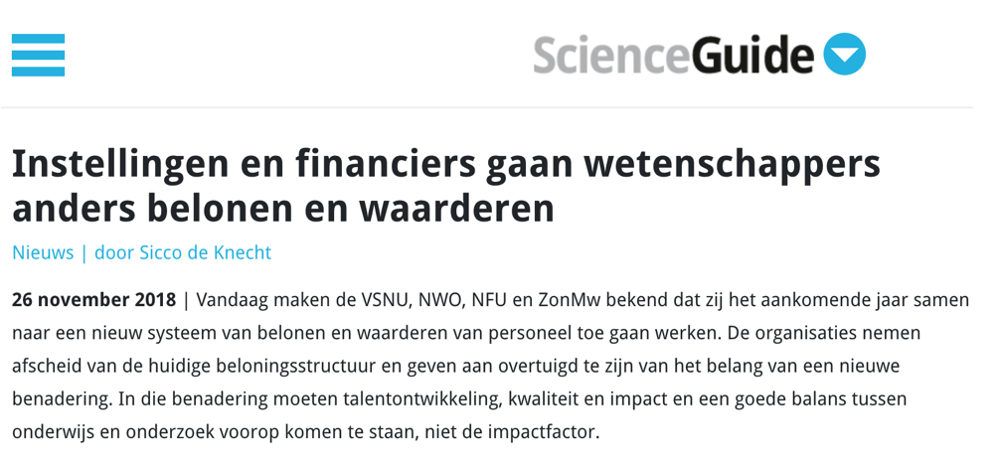 ScienceGuide
Instellingen en financiers gaan wetenschappers
anders belonen en waarderen
Nieuws | door Sicco de Knecht
26 november 2018 | Vandaag maken de VSNU, NWO, NFU en ZonMw bekend dat zij het aankomende jaar samen
naar een nieuw systeem van belonen en waarderen van personeel toe gaan werken. De organisaties nemen
afscheid van de huidige beloningsstructuur en geven aan overtuigd te zijn van het belang van een nieuwe
benadering. In die benadering moeten talentontwikkeling, kwaliteit en impact en een goede balans tussen
onderwijs en onderzoek voorop komen te staan, niet de impactfactor.